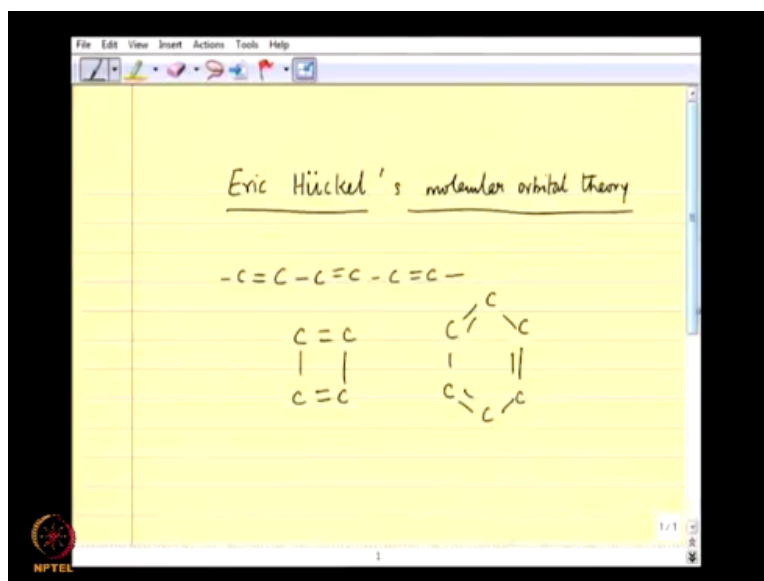 File Edit View Insert Actions Tools Help
Eric Hückel's molecular orbital theory
-C=C-C=C-C=C-
C
C=C C C
C=C C C
C
1/1
1
NPTEL